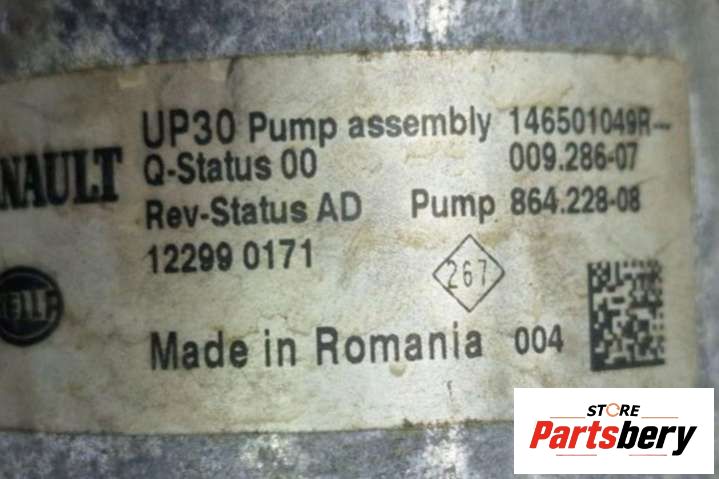 UP30 Pump assembly 146501049R--
NAULT Q-Status 00 009.286-07
Rev-Status AD Pump 864.228-08
12299 0171
267
Made in Romania 004
STORE
Partsbery